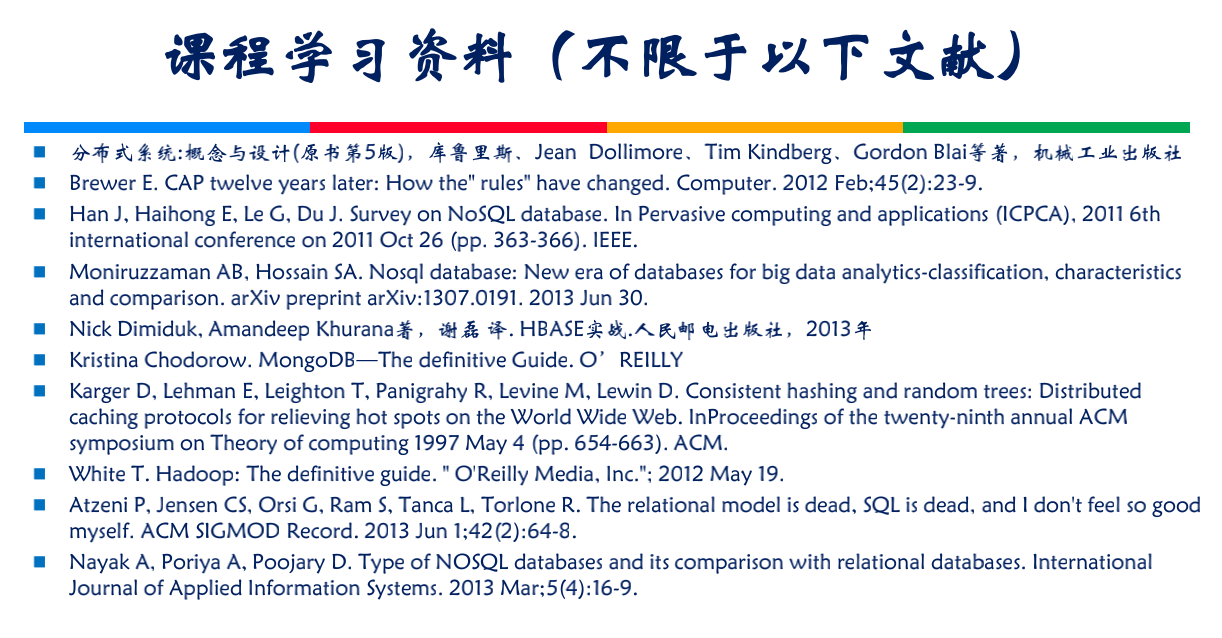 课程学习资料（不限于以下文献）
分布式系统:概念与设计(原书第5版)，库鲁里斯、Jean Dollimore、Tim Kindberg、Gordon Blai等著，机械工业出版社
Brewer E. CAP twelve years later: How the" rules" have changed. Computer. 2012 Feb;45(2):23-9.
Han J, Haihong E, Le G, Du J. Survey on NoSQL database. In Pervasive computing and applications (ICPCA), 2011 6th
international conference on 2011 Oct 26 (pp. 363-366). IEEE.
Moniruzzaman AB, Hossain SA. Nosql database: New era of databases for big data analytics-classification, characteristics
and comparison. arXiv preprint arXiv:1307.0191. 2013 Jun 30.
Nick Dimiduk, Amandeep Khurana著，谢磊 译. HBASE实战.人民邮电出版社，2013年
Kristina Chodorow. MongoDB—The definitive Guide. O’REILLY
Karger D, Lehman E, Leighton T, Panigrahy R, Levine M, Lewin D. Consistent hashing and random trees: Distributed
caching protocols for relieving hot spots on the World Wide Web. InProceedings of the twenty-ninth annual ACM
symposium on Theory of computing 1997 May 4 (pp. 654-663). ACM.
White T. Hadoop: The definitive guide. " O'Reilly Media, Inc."; 2012 May 19.
Atzeni P, Jensen CS, Orsi G, Ram S, Tanca L, Torlone R. The relational model is dead, SQL is dead, and I don't feel so good
myself. ACM SIGMOD Record. 2013 Jun 1;42(2):64-8.
Nayak A, Poriya A, Poojary D. Type of NOSQL databases and its comparison with relational databases. International
Journal of Applied Information Systems. 2013 Mar;5(4):16-9.